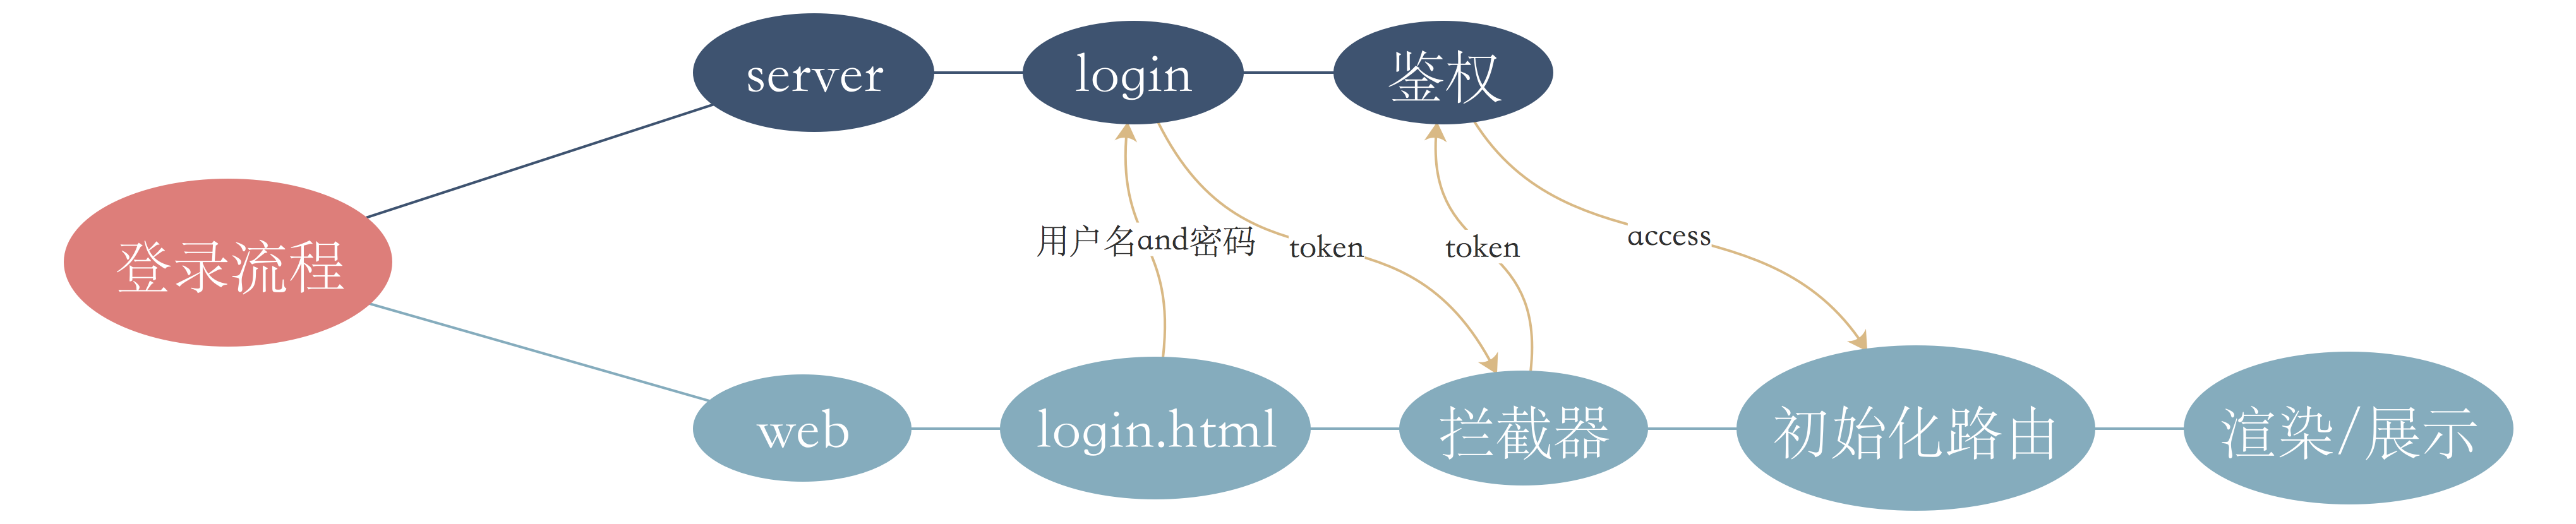 server
login
鉴权
登录流程
用户名and密码
token
token
access
web
login.html
拦截器
初始化路由
渲染/展示